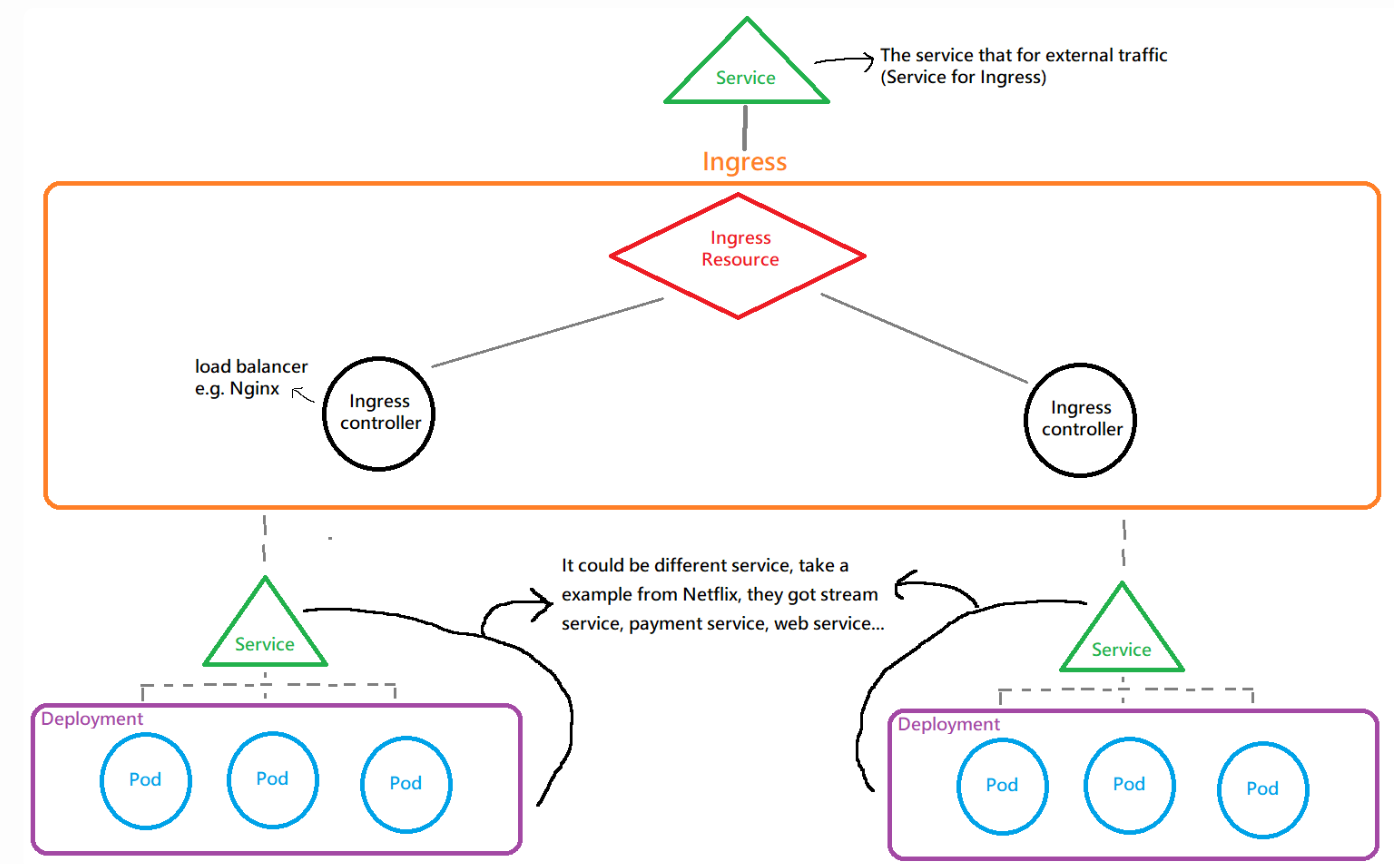 Service
The service that for external traffic
(Service for Ingress)
Ingress
Ingress
Resource
load balancer
e.g. Nginx
Ingress
controller
Ingress
controller
It could be different service, take a
example from Netflix, they got stream
service, payment service, web service...
Service
Service
Deployment
Pod
Pod
Pod
Deployment
Pod
Pod
Pod